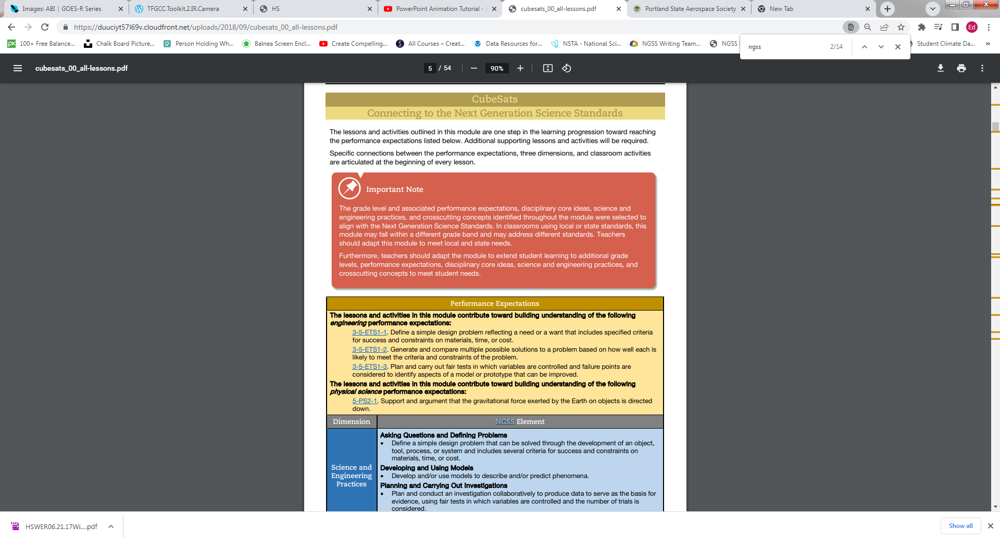 Images: ABI | GOES-R Series
TFGCC.Toolkit.2.IR.Camera
HS
PowerPoint Animation Tutorial -
cubesats_00_all-lessons.pdf
Portland State Aerospace Society
New Tab
https://duuciyt57l69v.cloudfront.net/uploads/2018/09/cubesats_00_all-lessons.pdf
Ed
100+ Free Balance...
Chalk Board Picture...
Person Holding Wh...
Balnea Screen Encl...
Create Compelling...
All Courses – Creat...
Data Resources for...
NSTA - National Sci...
NGSS Writing Team...
NGSS
Student Climate Da...
»
ngss
2/14
cubesats_00_all-lessons.pdf
5 / 54
90%
CubeSats
Connecting to the Next Generation Science Standards
The lessons and activities outlined in this module are one step in the learning progression toward reaching
the performance expectations listed below. Additional supporting lessons and activities will be required.
Specific connections between the performance expectations, three dimensions, and classroom activities
are articulated at the beginning of every lesson.
Important Note
The grade level and associated performance expectations, disciplinary core ideas, science and
engineering practices, and crosscutting concepts identified throughout the module were selected to
align with the Next Generation Science Standards. In classrooms using local or state standards, this
module may fall within a different grade band and may address different standards. Teachers
should adapt this module to meet local and state needs.
Furthermore, teachers should adapt the module to extend student learning to additional grade
levels, performance expectations, disciplinary core ideas, science and engineering practices, and
crosscutting concepts to meet student needs.
Performance Expectations
The lessons and activities in this module contribute toward building understanding of the following
engineering performance expectations:
3-5-ETS1-1. Define a simple design problem reflecting a need or a want that includes specified criteria
for success and constraints on materials, time, or cost.
3-5-ETS1-2. Generate and compare multiple possible solutions to a problem based on how well each is
likely to meet the criteria and constraints of the problem.
3-5-ETS1-3. Plan and carry out fair tests in which variables are controlled and failure points are
considered to identify aspects of a model or prototype that can be improved.
The lessons and activities in this module contribute toward building understanding of the following
physical science performance expectations:
5-PS2-1. Support and argument that the gravitational force exerted by the Earth on objects is directed
down.
Dimension
NGSS Element
Science and
Engineering
Practices
Asking Questions and Defining Problems
• Define a simple design problem that can be solved through the development of an object,
tool, process, or system and includes several criteria for success and constraints on
materials, time, or cost.
Developing and Using Models
• Develop and/or use models to describe and/or predict phenomena.
Planning and Carrying Out Investigations
• Plan and conduct an investigation collaboratively to produce data to serve as the basis for
evidence, using fair tests in which variables are controlled and the number of trials is
considered.
HSWER06.21.17Wi....pdf
Show all